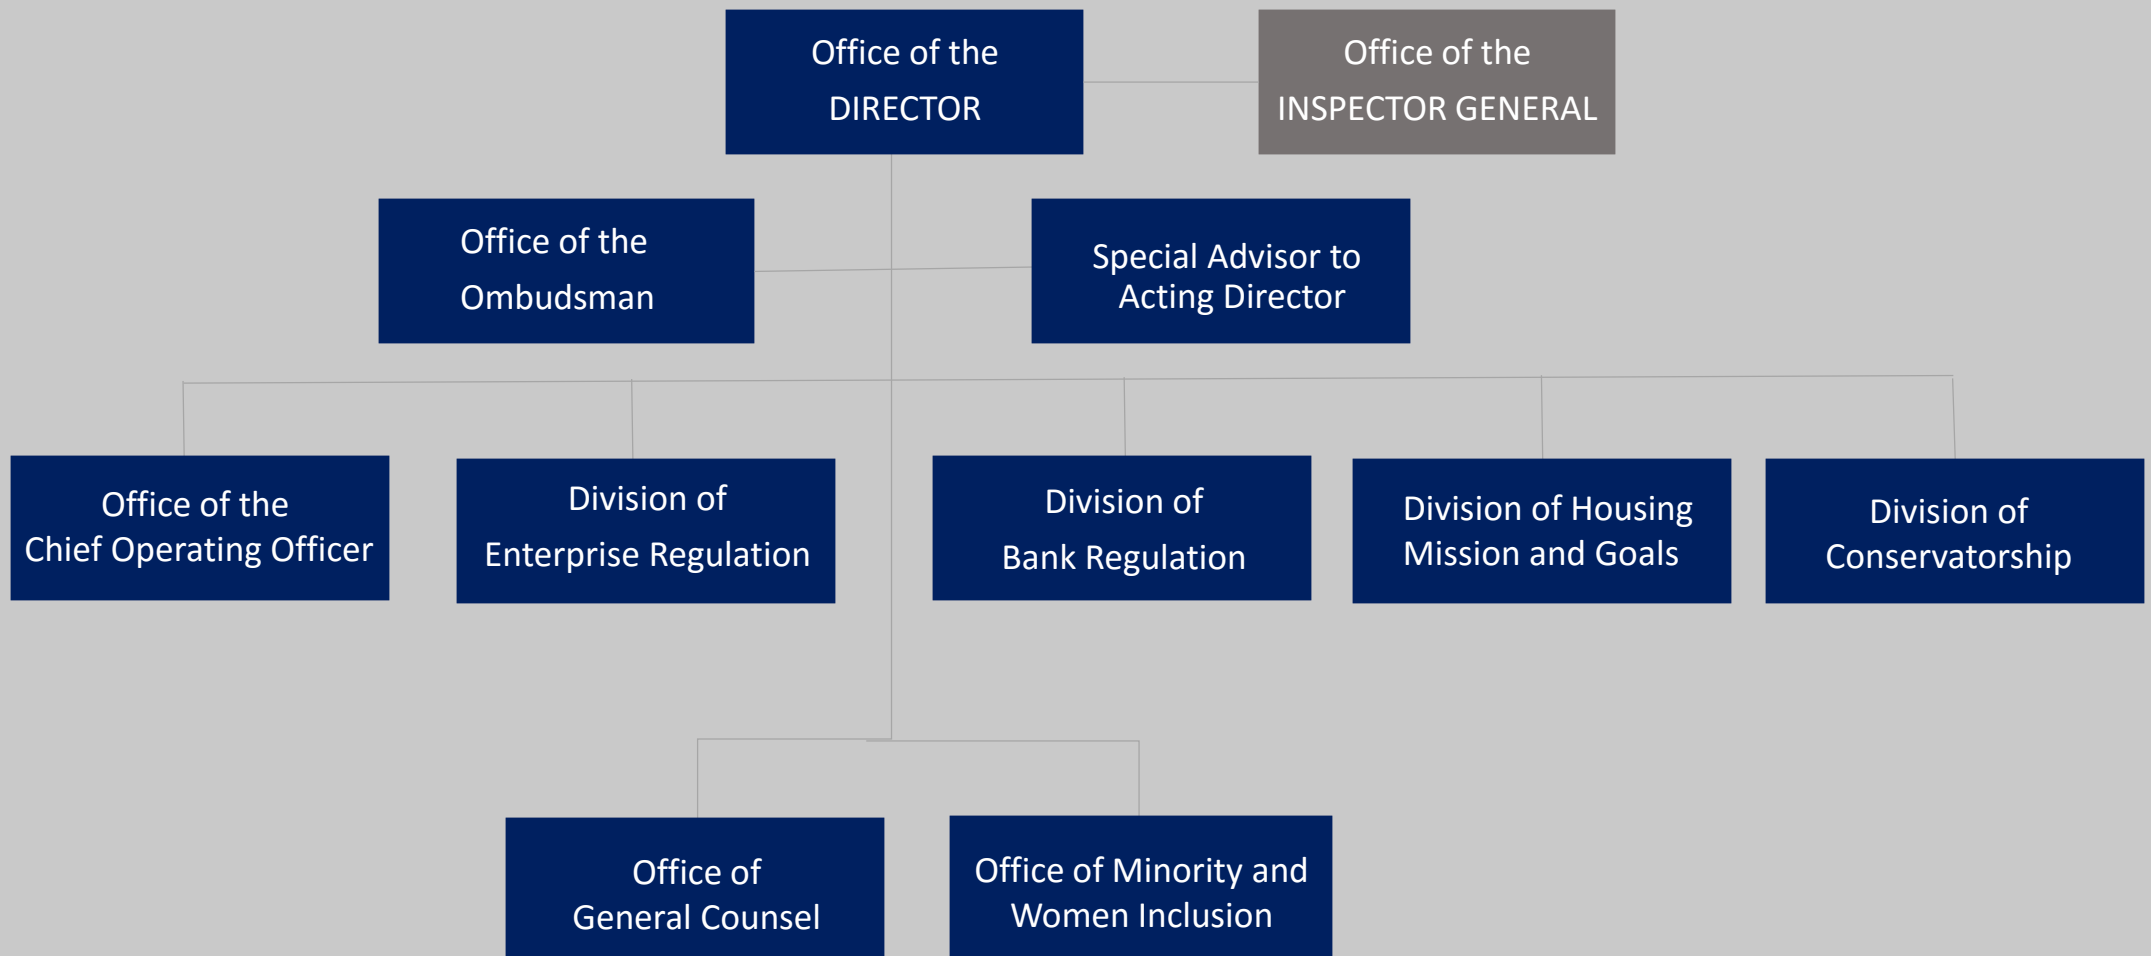 Office of the
DIRECTOR
Office of the
INSPECTOR GENERAL
Office of the
Ombudsman
Special Advisor to
Acting Director
Office of the
Chief Operating Officer
Division of
Enterprise Regulation
Division of
Bank Regulation
Division of Housing
Mission and Goals
Division of
Conservatorship
Office of
General Counsel
Office of Minority and
Women Inclusion